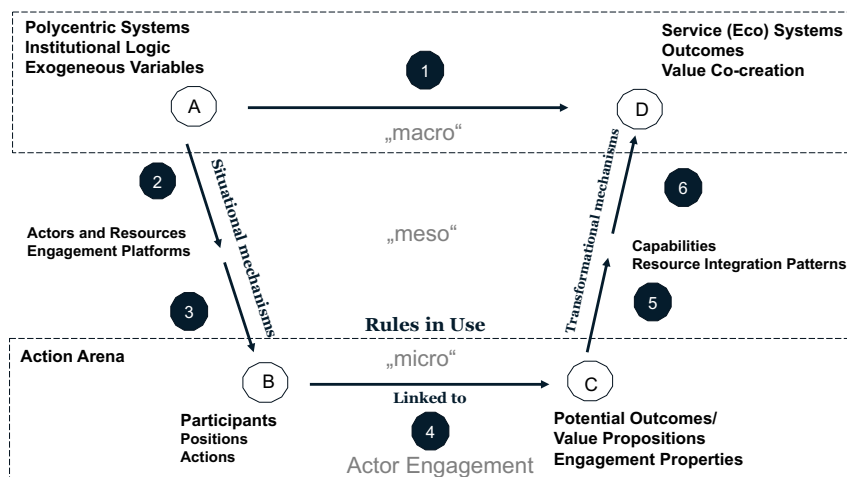 Polycentric Systems
Institutional Logic
Exogeneous Variables
Service (Eco) Systems
Outcomes
Value Co-creation
1
A
D
„macro“
2
Situational mechanisms
Transformational mechanisms
6
Actors and Resources
Engagement Platforms
„meso“
Capabilities
Resource Integration Patterns
3
5
Rules in Use
Action Arena
„micro“
B
C
Linked to
Participants
Positions
Actions
4
Actor Engagement
Potential Outcomes/
Value Propositions
Engagement Properties